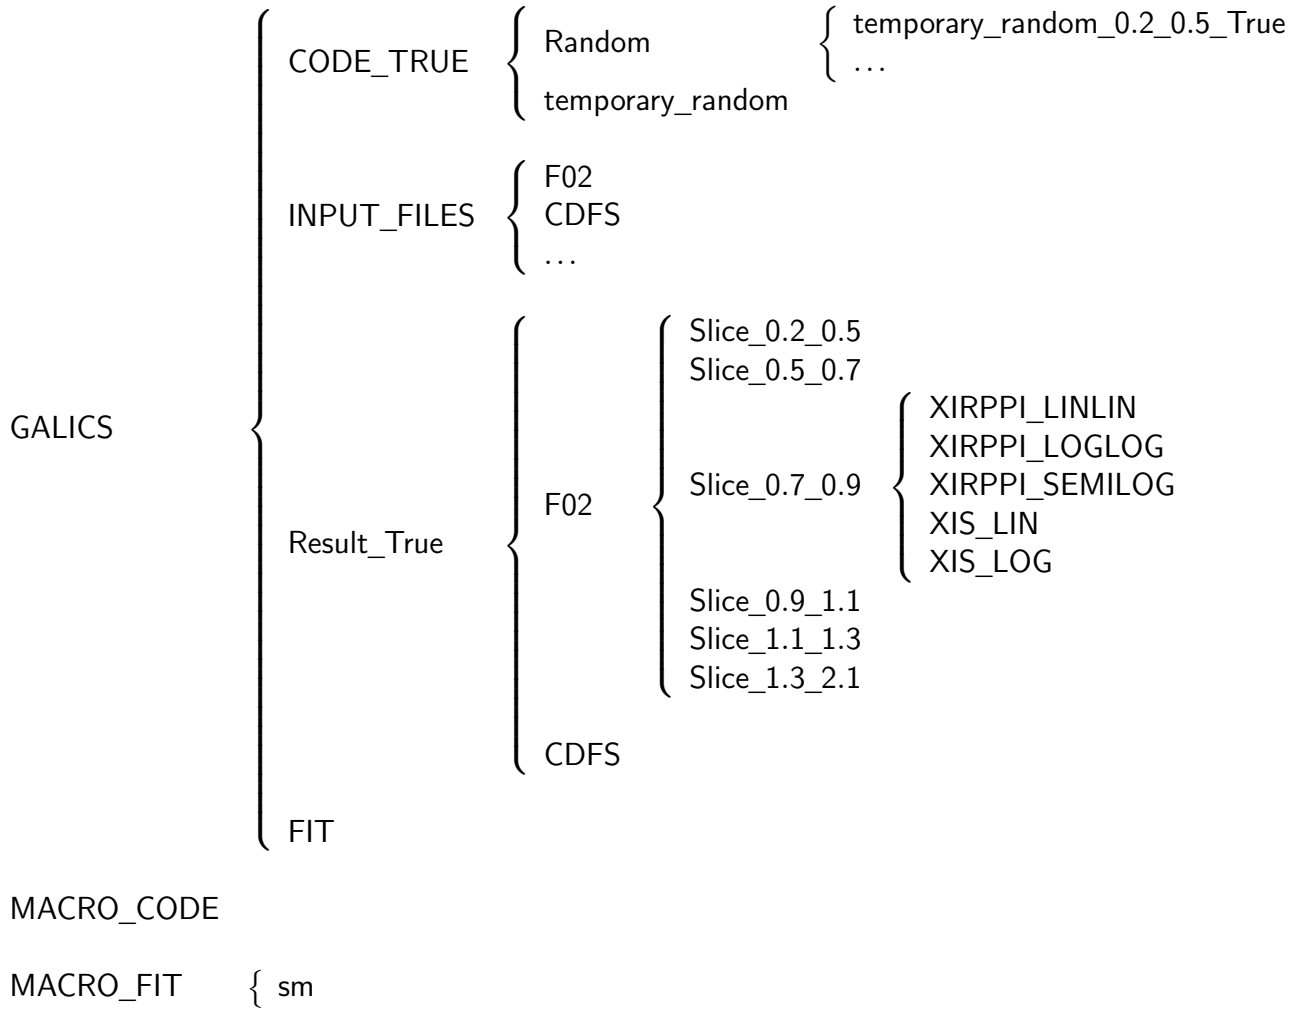 temporary_random_0.2_0.5_True
Random
CODE_TRUE
...
temporary_random
F02
INPUT_FILES
CDFS
...
Slice_0.2_0.5
Slice_0.5_0.7
XIRPPI_LINLIN
GALICS
XIRPPI_LOGLOG
Slice_0.7_0.9
XIRPPI_SEMILOG
F02
XIS_LIN
Result_True
XIS_LOG
Slice_0.9_1.1
Slice_1.1_1.3
Slice_1.3_2.1
CDFS
FIT
MACRO_CODE
MACRO_FIT { sm